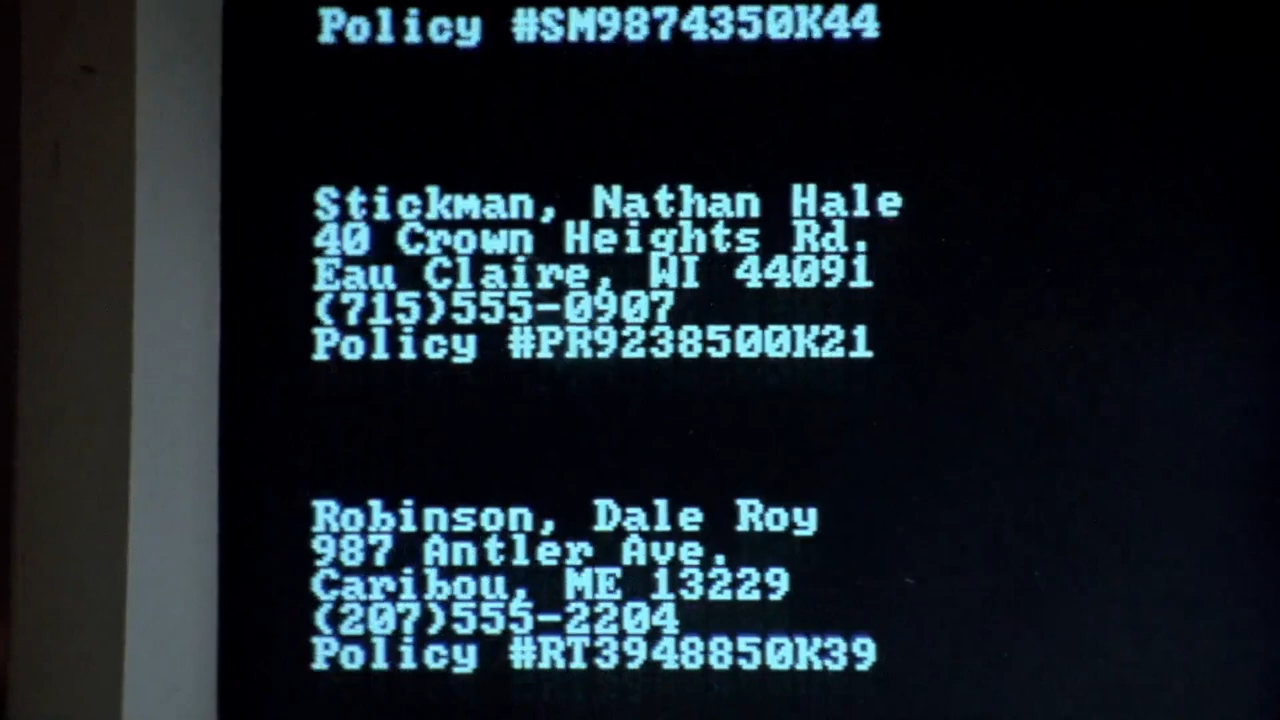 Policy #SM9874350K44
Stickman, Nathan Hale
40 Crown Heights Rd.
Eau Claire, WI 44091
(715)555-0907
Policy #PR9238500K21
Robinson, Dale Roy
987 Antler Ave.
Caribou, ME 13229
(207)555-2204
Policy #RT3948850K39